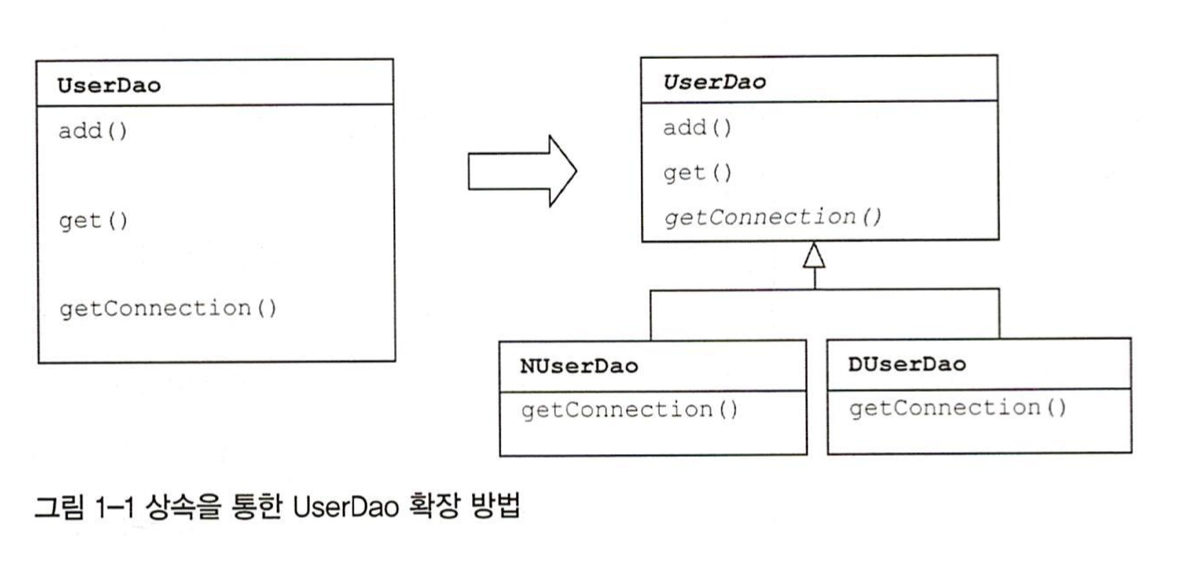 UserDao
add()
get()
getConnection()
UserDao
add()
get()
getConnection()
NUserDao
getConnection()
DUserDao
getConnection()
그림 1-1 상속을 통한 UserDao 확장 방법